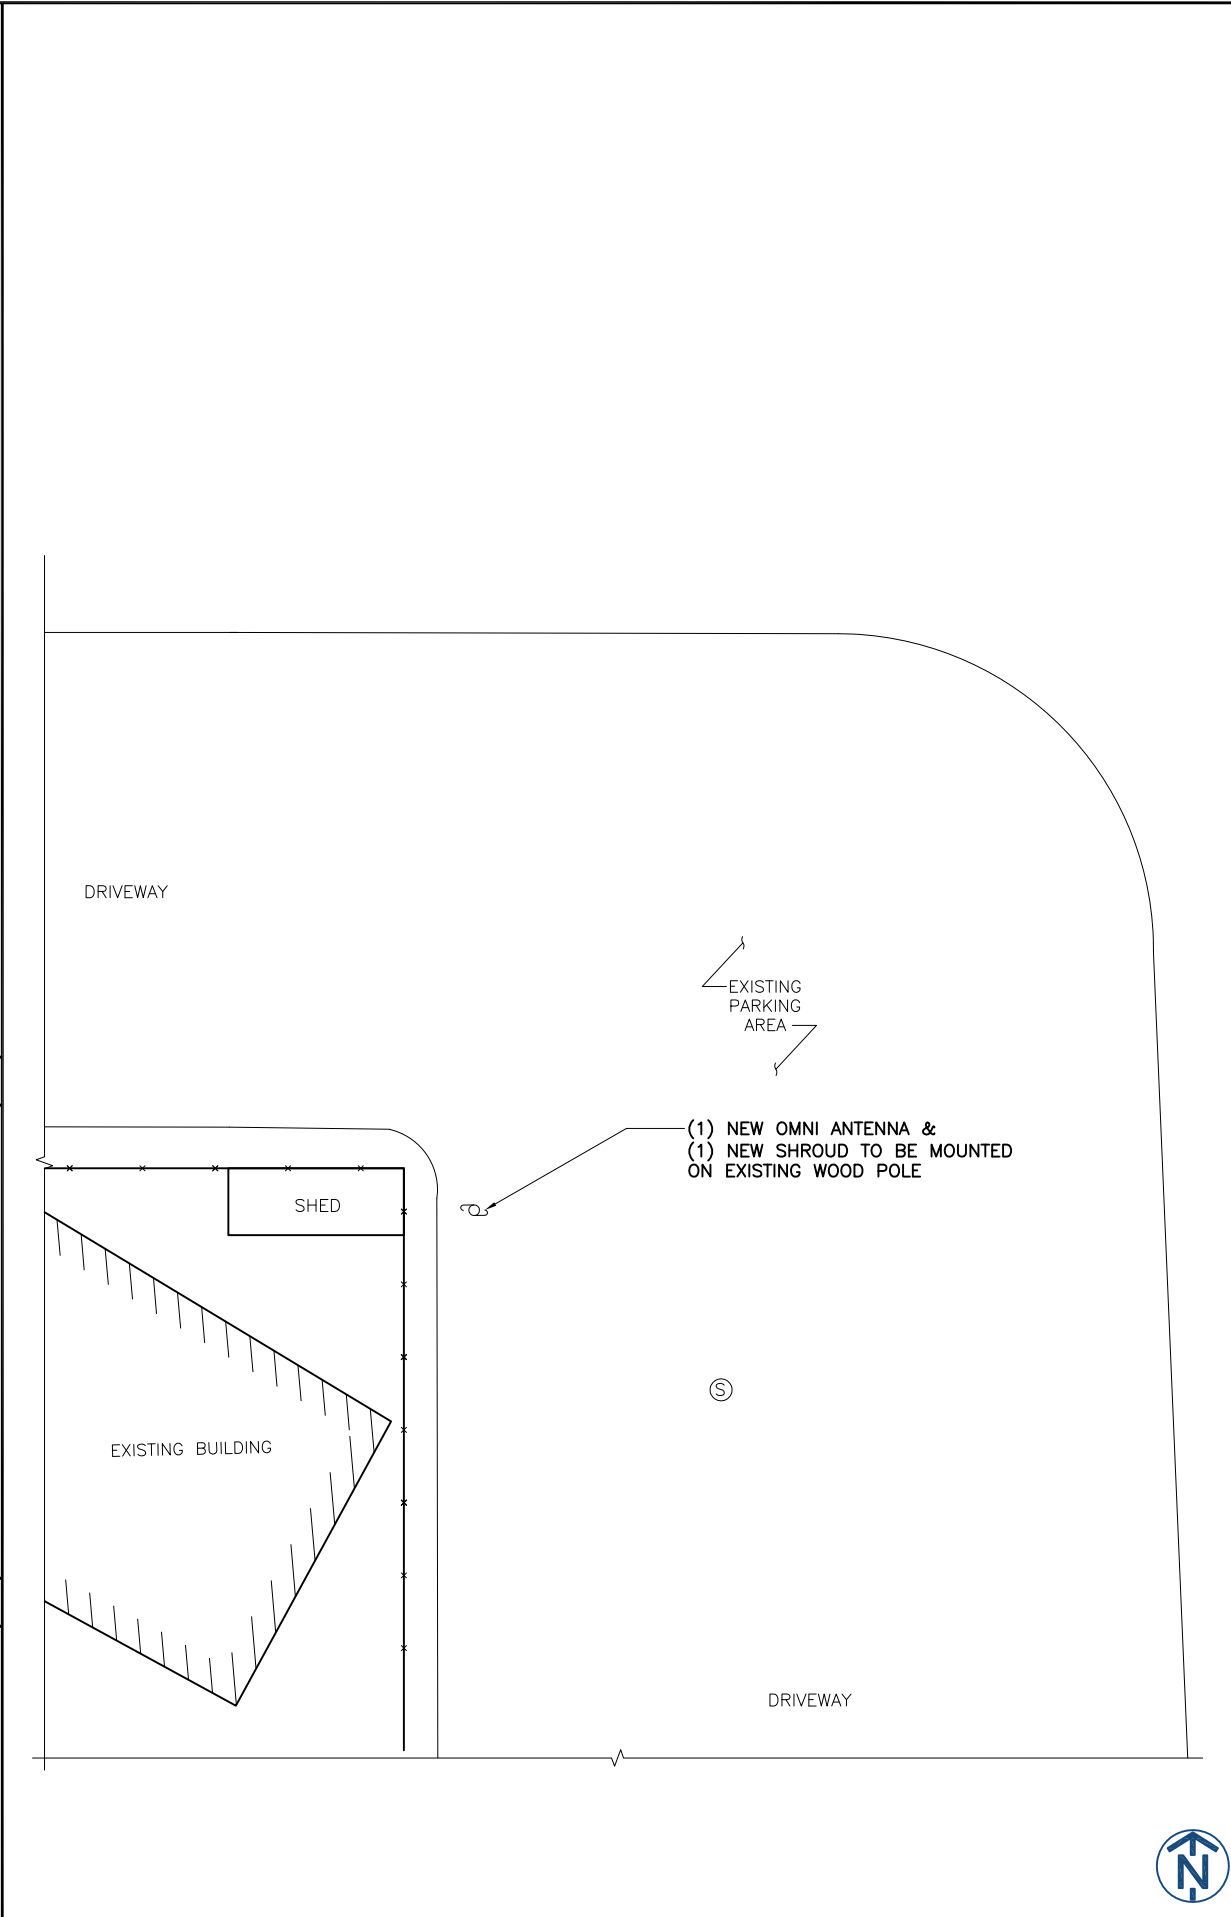 DRIVEWAY
EXISTING
PARKING
AREA
(1) NEW OMNI ANTENNA &
(1) NEW SHROUD TO BE MOUNTED
ON EXISTING WOOD POLE
SHED
S
EXISTING BUILDING
DRIVEWAY
N